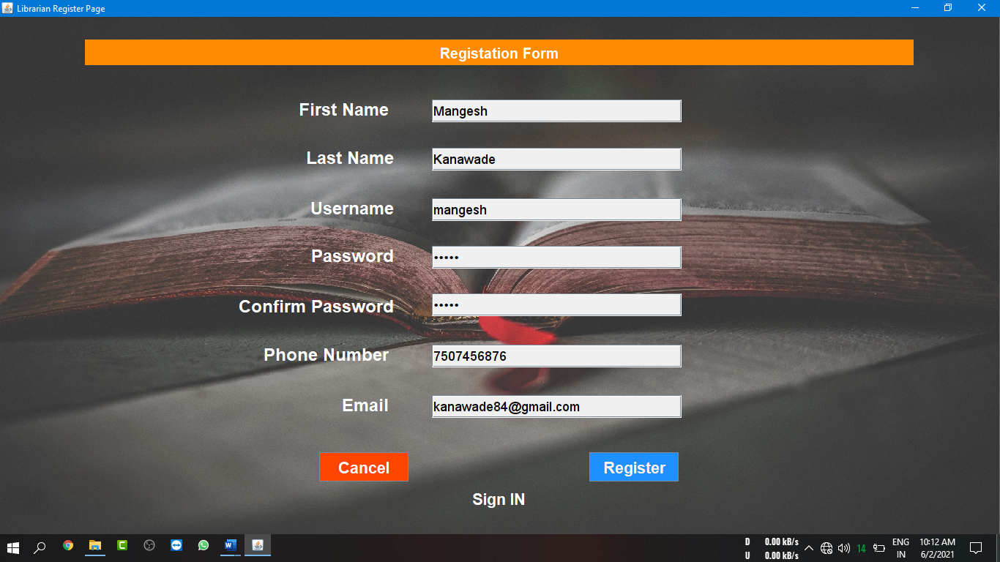 Librarian Register Page
Registation Form
First Name Mangesh
Last Name Kanawade
Username mangesh
Password •••••
Confirm Password •••••
Phone Number 7507456876
Email kanawade84@gmail.com
Cancel Register
Sign IN
D 0.00 kB/s
U 0.00 kB/s
14
ENG
IN
10:12 AM
6/2/2021